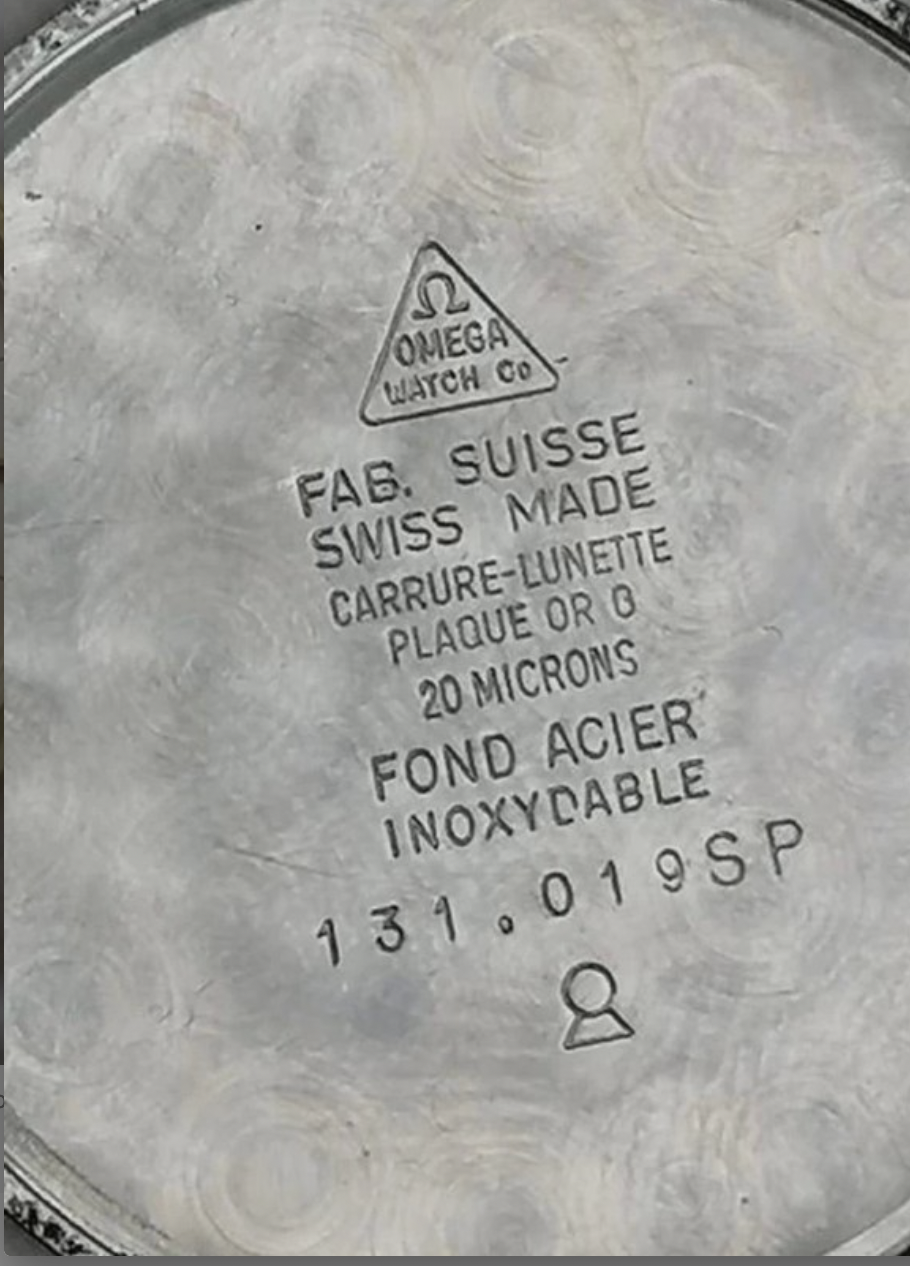 Ω
OMEGA
WATCH Co
FAB. SUISSE
SWISS MADE
CARRURE-LUNETTE
PLAQUE OR G
20 MICRONS
FOND ACIER
INOXYDABLE
131.019SP